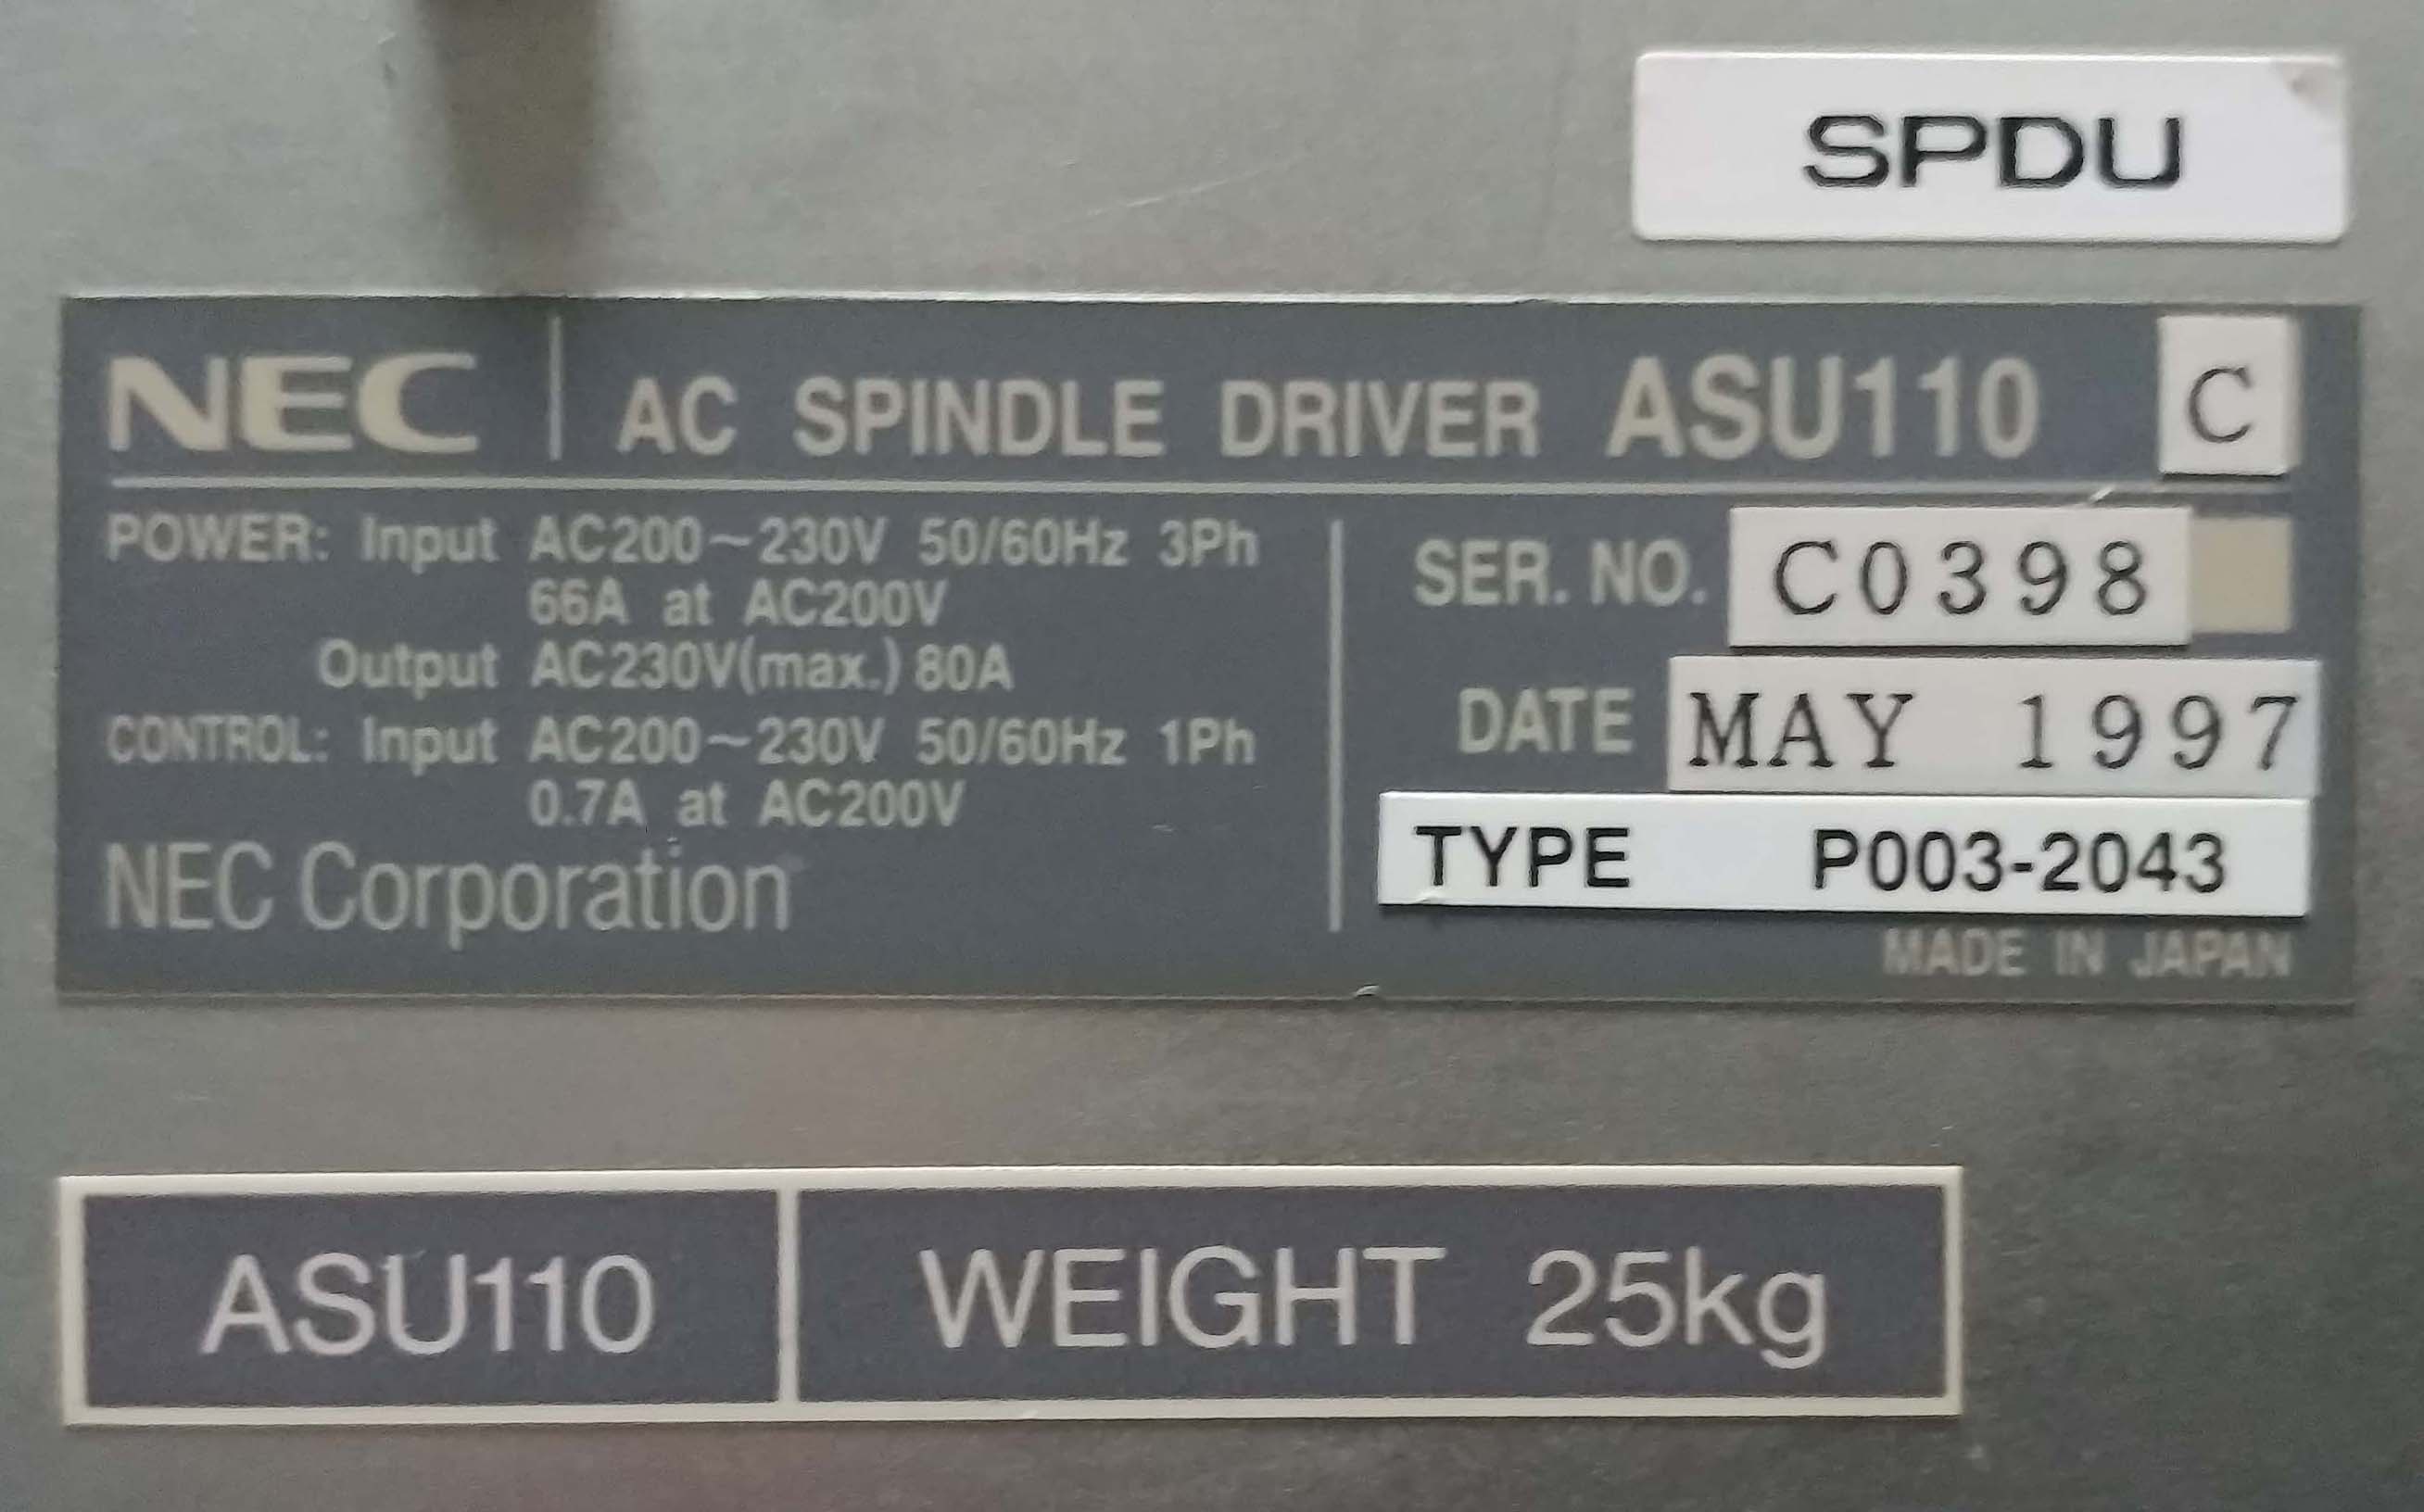 SPDU
NEC AC SPINDLE DRIVER ASU110 C
POWER: Input AC200~230V 50/60Hz 3Ph
66A at AC200V
Output AC230V(max.) 80A
CONTROL: Input AC200~230V 50/60Hz 1Ph
0.7A at AC200V
NEC Corporation
SER. NO. C0398
DATE MAY 1997
TYPE P003-2043
MADE IN JAPAN
ASU110 WEIGHT 25kg